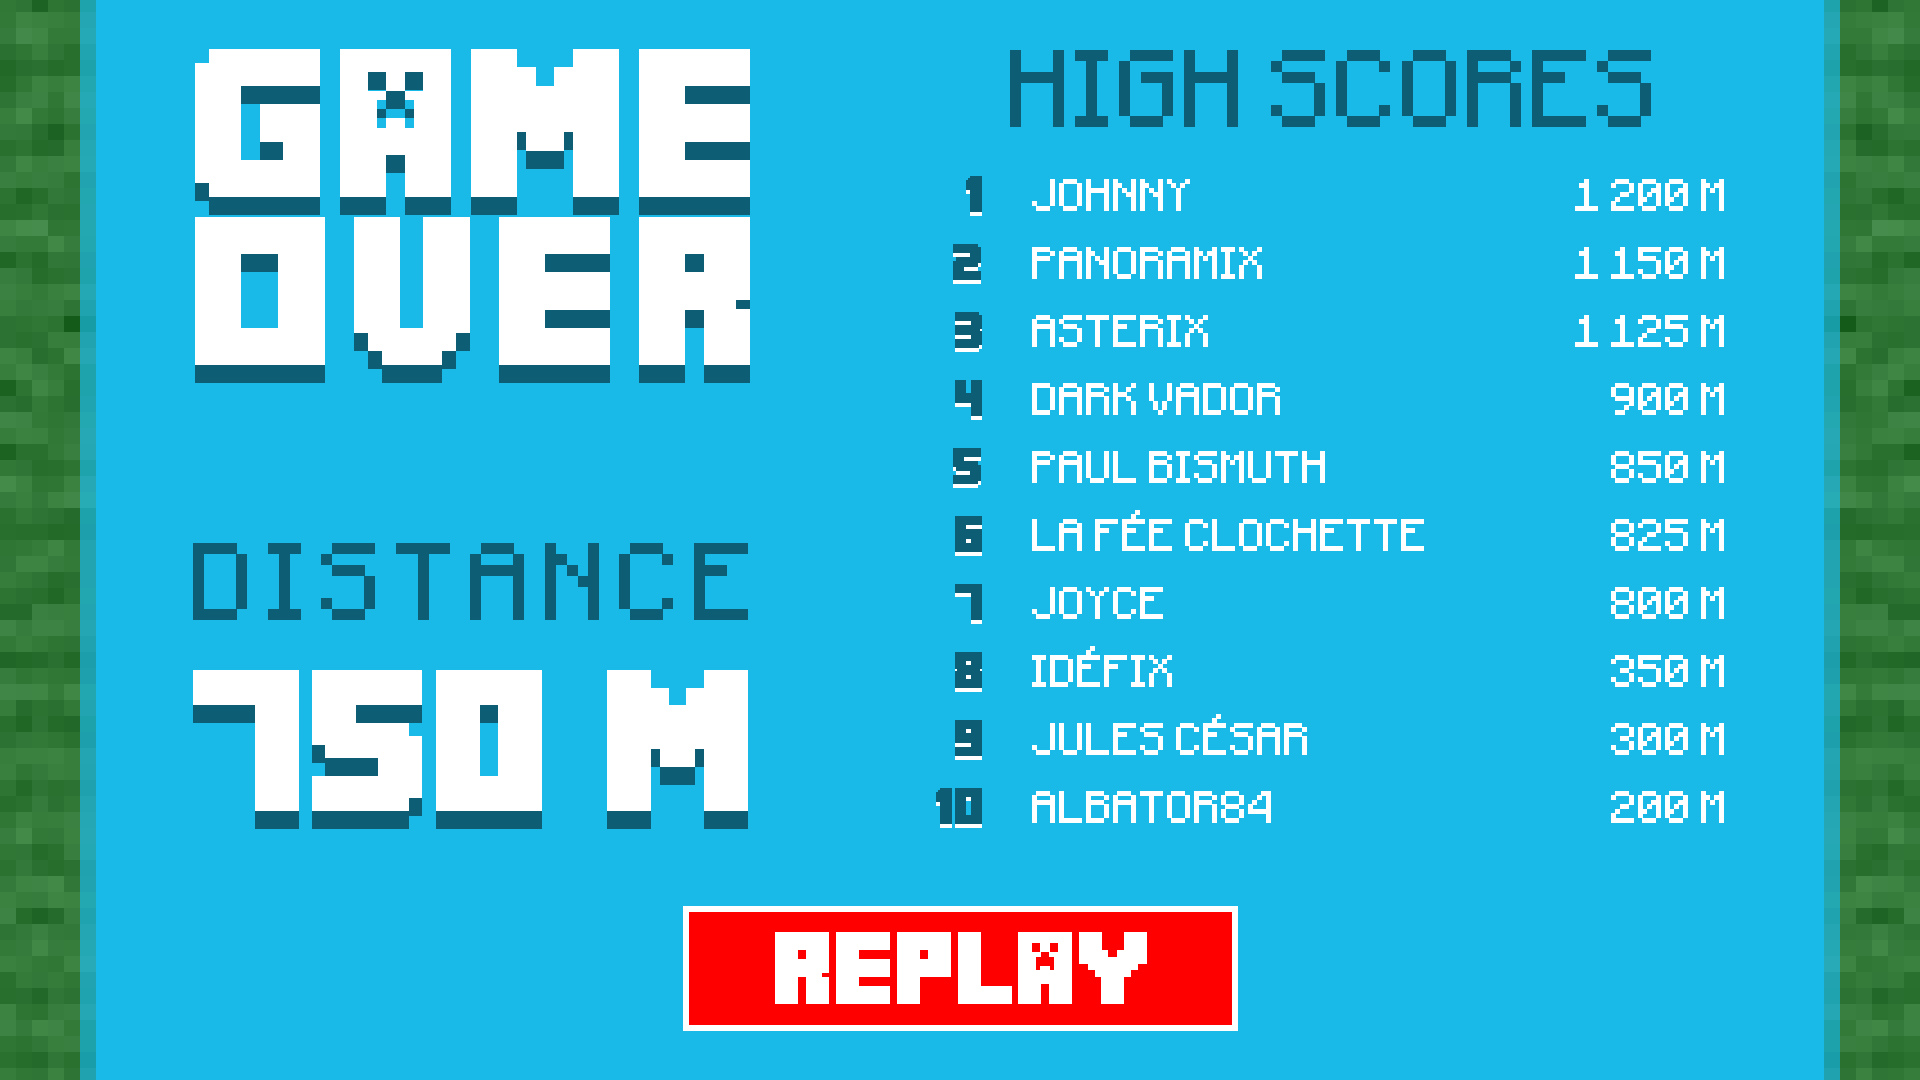 GAME
OVER
DISTANCE
750 M
HIGH SCORES
1 JOHNNY 1 200 M
2 PANORAMIX 1 150 M
3 ASTERIX 1 125 M
4 DARK VADOR 900 M
5 PAUL BISMUTH 850 M
6 LA FÉE CLOCHETTE 825 M
7 JOYCE 800 M
8 IDÉFIX 350 M
9 JULES CÉSAR 300 M
10 ALBATOR84 200 M
REPLAY